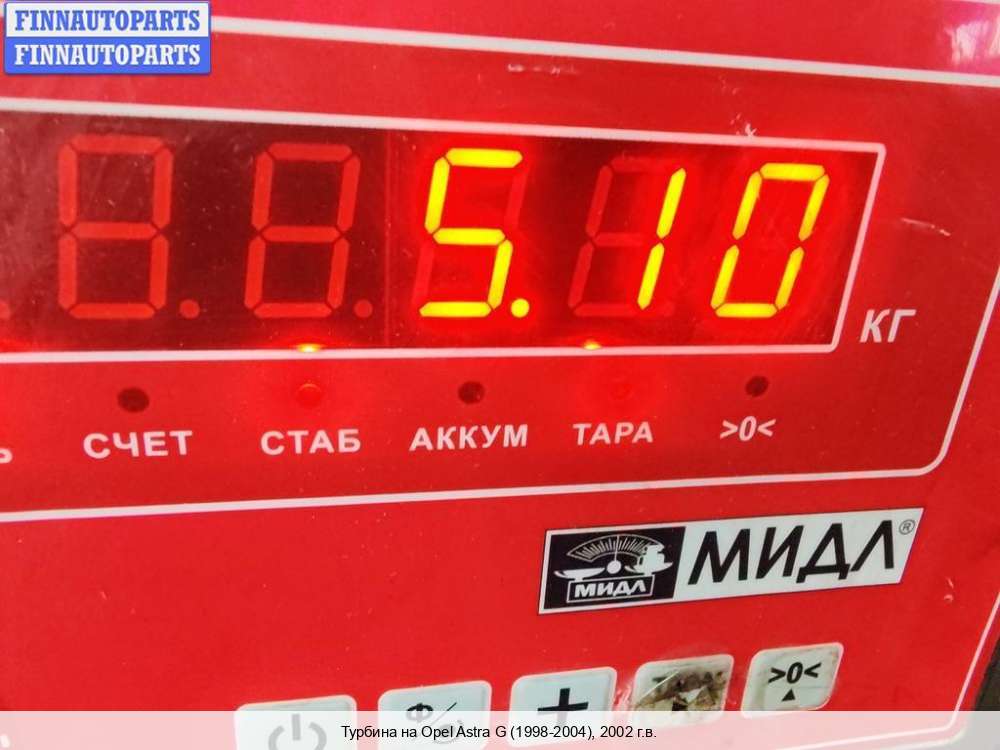 FINNAUTOPARTS
FINNAUTOPARTS
5.10
КГ
СЧЕТ СТАБ АККУМ ТАРА >0<
МИДЛ МИДЛ®
>0<
Турбина на Opel Astra G (1998-2004), 2002 г.в.